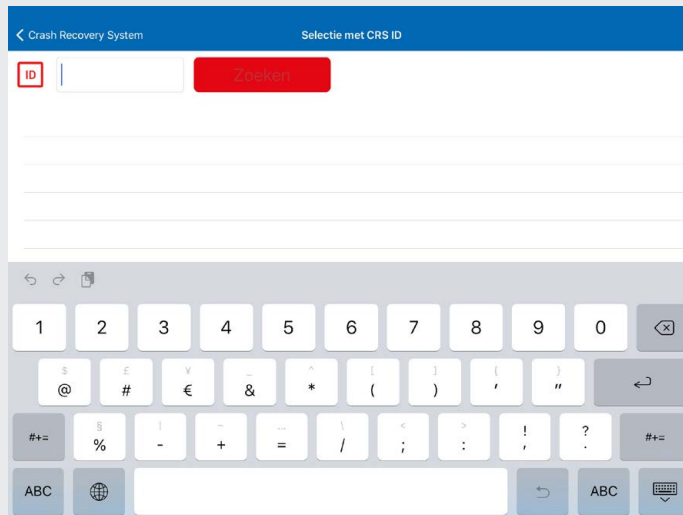 Crash Recovery System Selectie met CRS ID
ID Zoeken
1 2 3 4 5 6 7 8 9 0
$ £ ¥ _ ^ [ ] { }
@ # € & * ( ) ' "
§ | ~ … \ < > ! ?
#+= % - + = / ; : , . #+=
ABC ABC